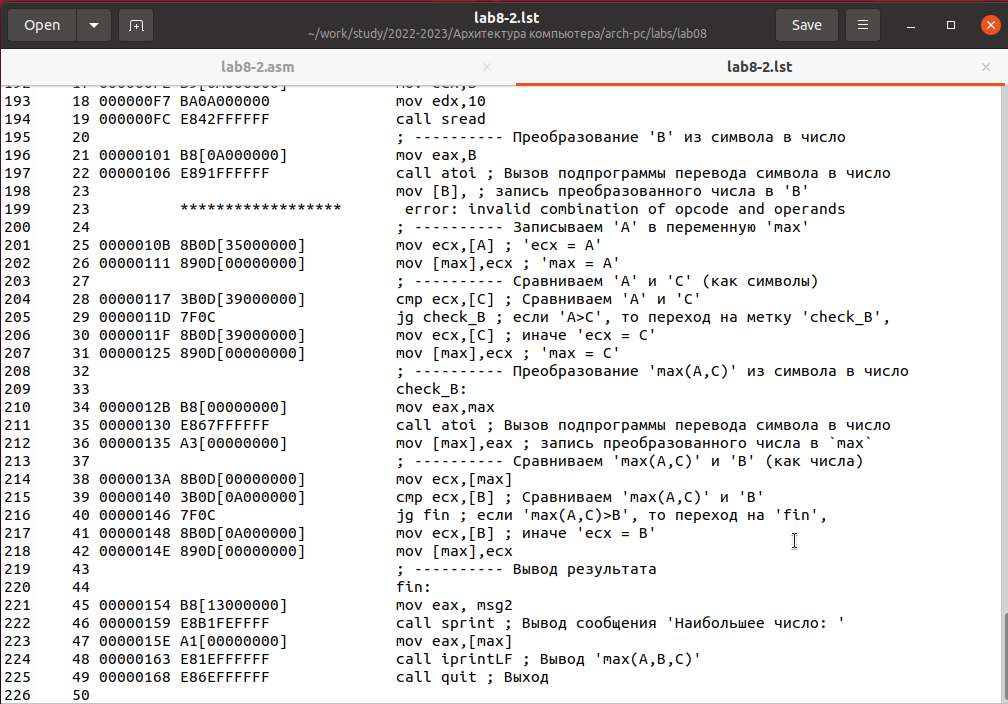 Open
lab8-2.lst
~/work/study/2022-2023/Архитектура компьютера/arch-pc/labs/lab08
Save
lab8-2.asm
lab8-2.lst
193 18 000000F7 BA0A000000 mov edx,10
194 19 000000FC E842FFFFFF call sread
195 20 ; ---------- Преобразование 'B' из символа в число
196 21 00000101 B8[0A000000] mov eax,B
197 22 00000106 E891FFFFFF call atoi ; Вызов подпрограммы перевода символа в число
198 23 mov [B], ; запись преобразованного числа в 'B'
199 23 ****************** error: invalid combination of opcode and operands
200 24 ; ---------- Записываем 'A' в переменную 'max'
201 25 0000010B 8B0D[35000000] mov ecx,[A] ; 'ecx = A'
202 26 00000111 890D[00000000] mov [max],ecx ; 'max = A'
203 27 ; ---------- Сравниваем 'A' и 'C' (как символы)
204 28 00000117 3B0D[39000000] cmp ecx,[C] ; Сравниваем 'A' и 'C'
205 29 0000011D 7F0C jg check_B ; если 'A>C', то переход на метку 'check_B',
206 30 0000011F 8B0D[39000000] mov ecx,[C] ; иначе 'ecx = C'
207 31 00000125 890D[00000000] mov [max],ecx ; 'max = C'
208 32 ; ---------- Преобразование 'max(A,C)' из символа в число
209 33 check_B:
210 34 0000012B B8[00000000] mov eax,max
211 35 00000130 E867FFFFFF call atoi ; Вызов подпрограммы перевода символа в число
212 36 00000135 A3[00000000] mov [max],eax ; запись преобразованного числа в `max`
213 37 ; ---------- Сравниваем 'max(A,C)' и 'B' (как числа)
214 38 0000013A 8B0D[00000000] mov ecx,[max]
215 39 00000140 3B0D[0A000000] cmp ecx,[B] ; Сравниваем 'max(A,C)' и 'B'
216 40 00000146 7F0C jg fin ; если 'max(A,C)>B', то переход на 'fin',
217 41 00000148 8B0D[0A000000] mov ecx,[B] ; иначе 'ecx = B'
218 42 0000014E 890D[00000000] mov [max],ecx
219 43 ; ---------- Вывод результата
220 44 fin:
221 45 00000154 B8[13000000] mov eax, msg2
222 46 00000159 E8B1FEFFFF call sprint ; Вывод сообщения 'Наибольшее число: '
223 47 0000015E A1[00000000] mov eax,[max]
224 48 00000163 E81EFFFFFF call iprintLF ; Вывод 'max(A,B,C)'
225 49 00000168 E86EFFFFFF call quit ; Выход
226 50